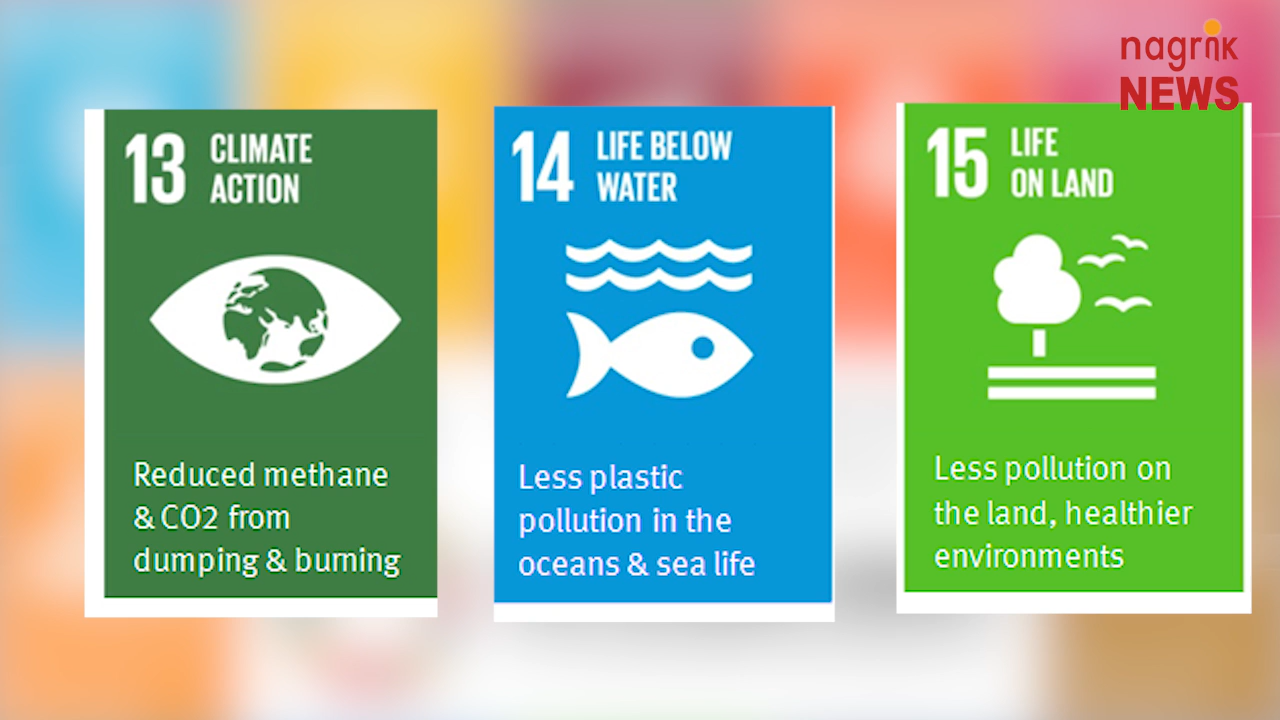 nagrik
NEWS
13 CLIMATE
ACTION
Reduced methane
& CO2 from
dumping & burning
14 LIFE BELOW
WATER
Less plastic
pollution in the
oceans & sea life
15 LIFE
ON LAND
Less pollution on
the land, healthier
environments